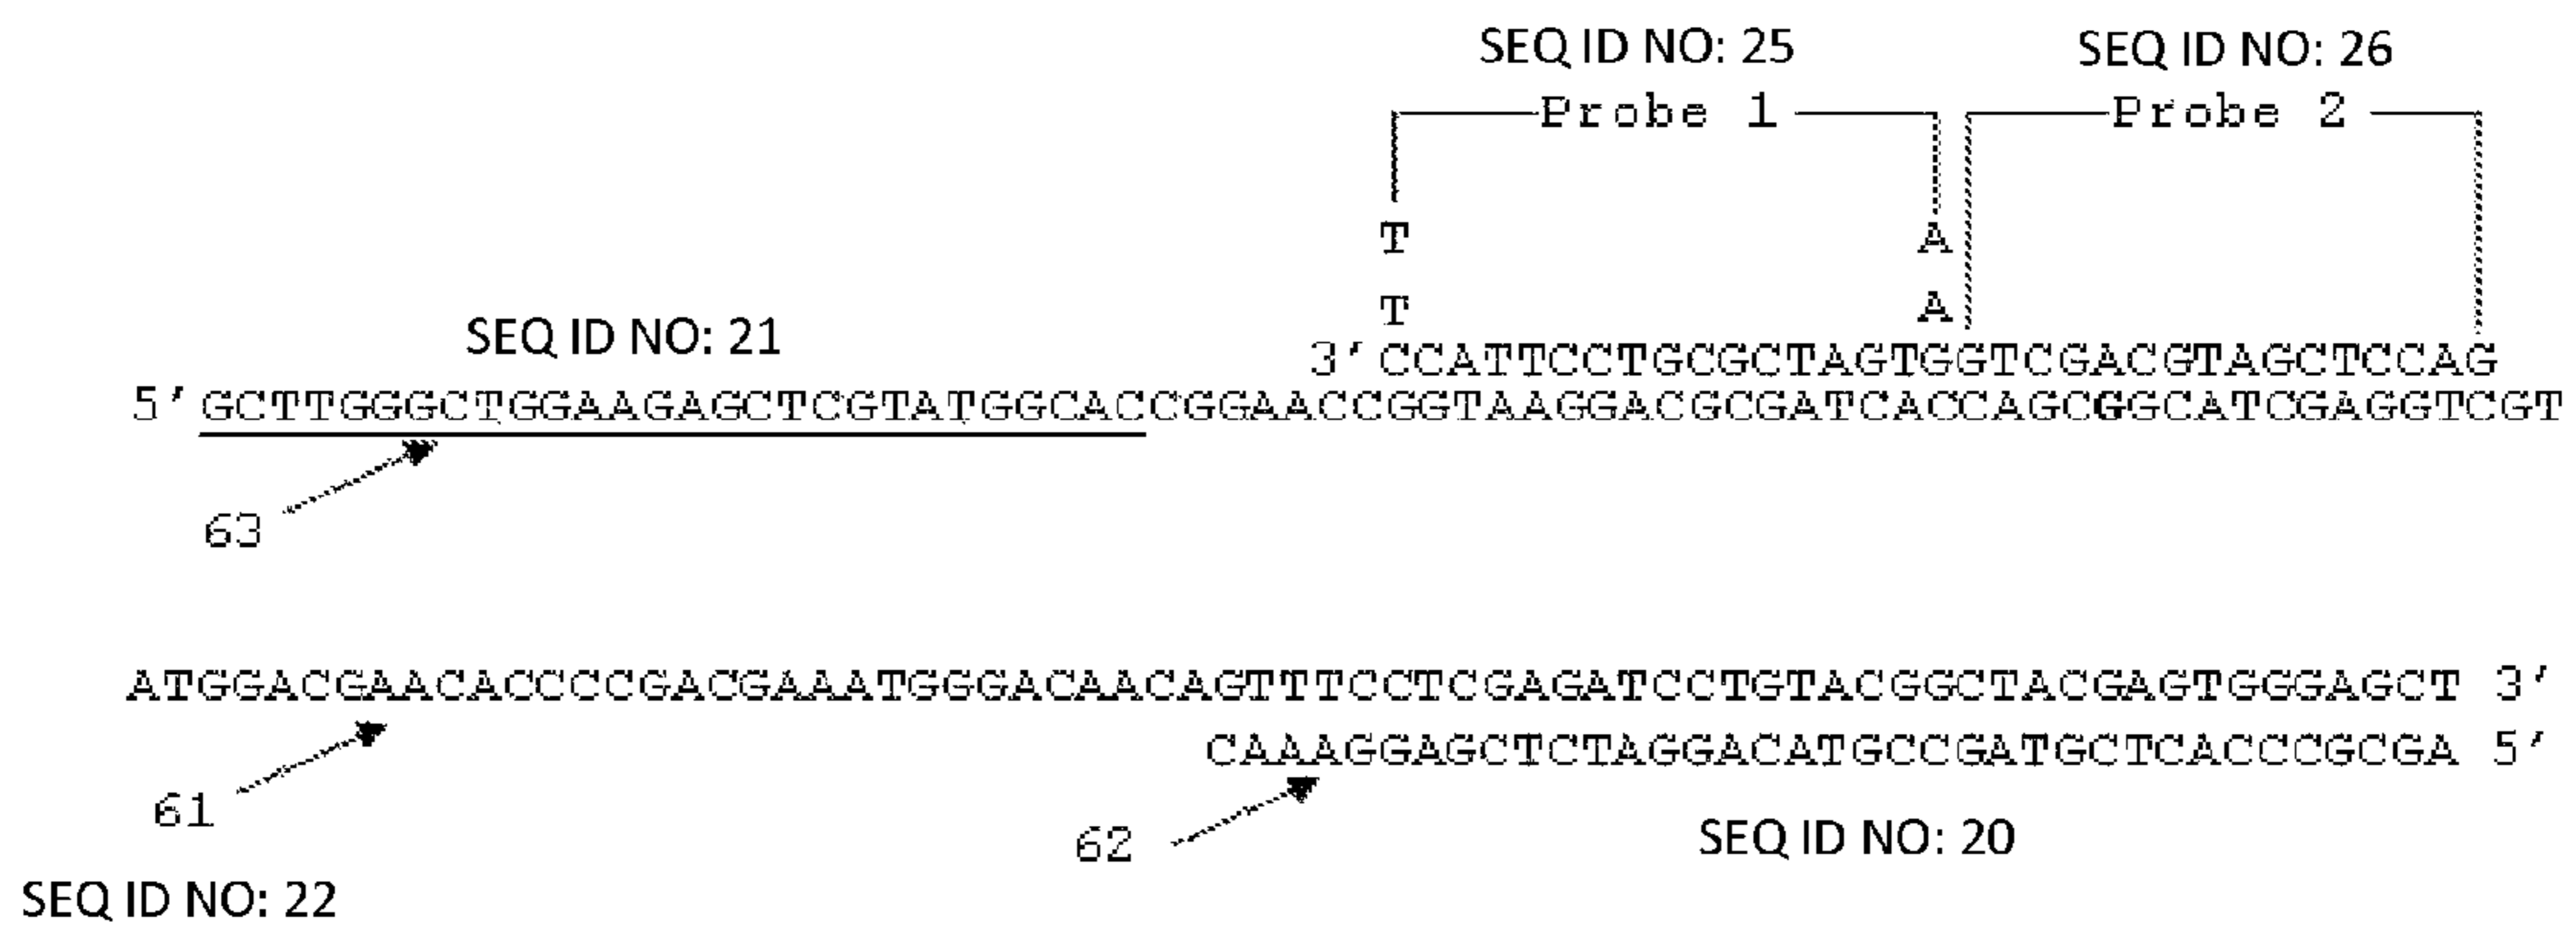 SEQ ID NO: 25 SEQ ID NO: 26
Probe 1 Probe 2
T A
T A
SEQ ID NO: 21
3′CCATTCCTGCGCTAGTGGTCGACGTAGCTCCAG
5′GCTTGGGCTGGAAGAGCTCGTATGGCACCGGAACCGGTAAGGACGCGATCACCAGCGGCATCGAGGTCGT
63
ATGGACGAACACCCCGACGAAATGGGACAACAGTTTCCTCGAGATCCTGTACGGCTACGAGTGGGAGCT 3′
CAAAGGAGCTCTAGGACATGCCGATGCTCACCCGCGA 5′
61
62
SEQ ID NO: 20
SEQ ID NO: 22